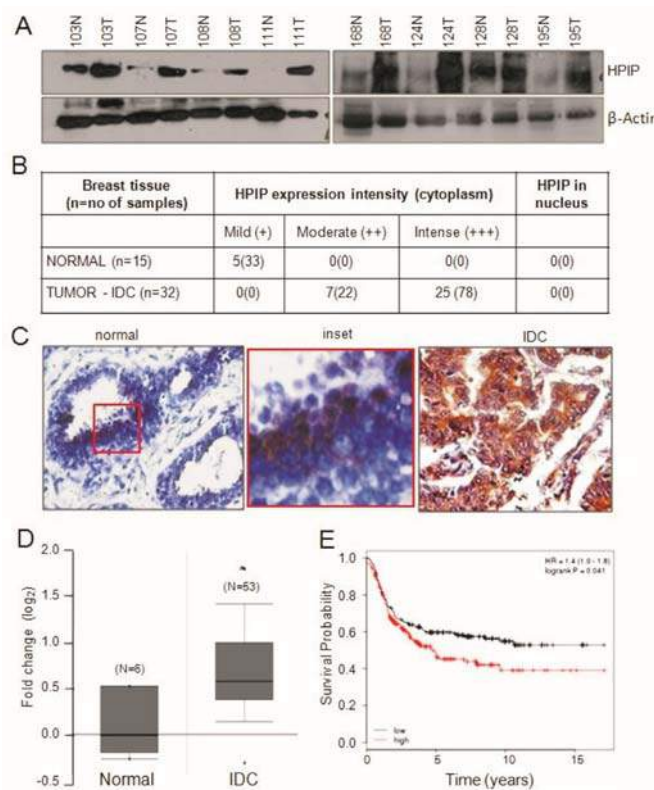 A
103N 103T 107N 107T 108N 108T 111N 111T 168N 168T 124N 124T 128N 128T 195N 195T
HPIP
β-Actin
B
Breast tissue (n=no of samples) HPIP expression intensity (cytoplasm) HPIP in nucleus
Mild (+) Moderate (++) Intense (+++)
NORMAL (n=15) 5(33) 0(0) 0(0) 0(0)
TUMOR - IDC (n=32) 0(0) 7(22) 25 (78) 0(0)
C
normal inset IDC
D
Fold change (log2)
2.0
1.5
1.0
0.5
0.0
-0.5
(N=6)
(N=53)
Normal IDC
E
Survival Probability
1.0
0.8
0.6
0.4
0.2
0.0
HR = 1.4 (1.0 - 1.8)
logrank P = 0.041
low
high
0 5 10 15
Time (years)